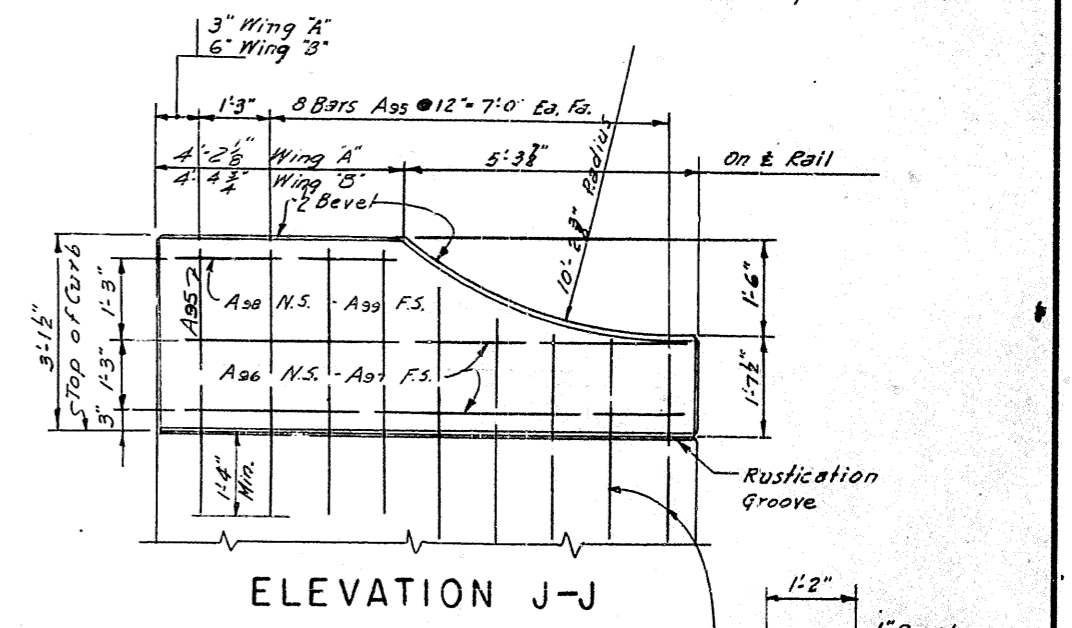 3" Wing "A"
6" Wing "B"
1'-3"
8 Bars A95 @ 12" = 7'-0" Ea. Fa.
4'-2 1/8" Wing "A"
4'-4 3/4" Wing "B"
5'-3 7/8"
On ℄ Rail
10'-2 3/8" Radius
1/2 Bevel
3'-1 1/2"
Top of Curb
1'-3"
1'-3"
3"
A95
A98 N.S. - A99 F.S.
A96 N.S. - A97 F.S.
1'-6"
1'-7 1/2"
1'-4"
Min.
Rustication
Groove
ELEVATION J-J
1'-2"